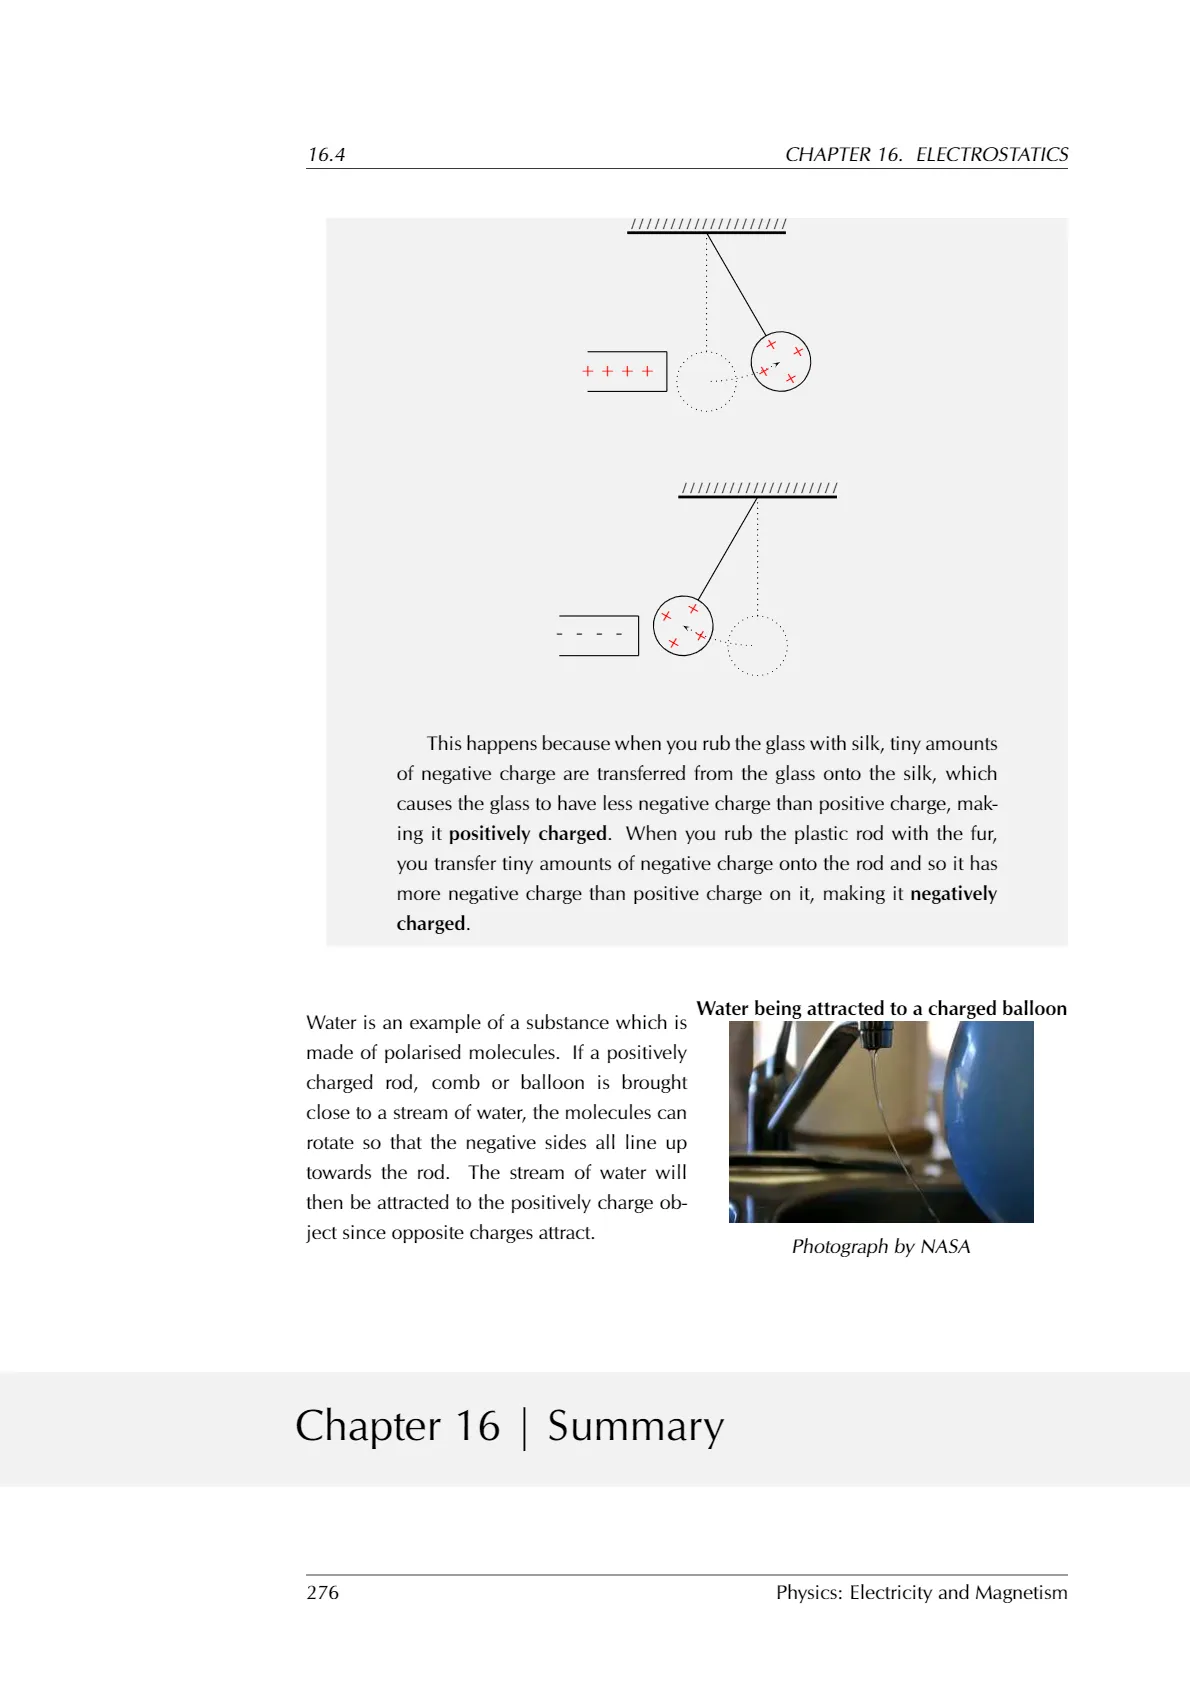 16.4 CHAPTER 16. ELECTROSTATICS
+ + + +
+ +
+ +
- - - -
+ +
+ +
This happens because when you rub the glass with silk, tiny amounts
of negative charge are transferred from the glass onto the silk, which
causes the glass to have less negative charge than positive charge, mak-
ing it positively charged. When you rub the plastic rod with the fur,
you transfer tiny amounts of negative charge onto the rod and so it has
more negative charge than positive charge on it, making it negatively
charged.
Water is an example of a substance which is
made of polarised molecules. If a positively
charged rod, comb or balloon is brought
close to a stream of water, the molecules can
rotate so that the negative sides all line up
towards the rod. The stream of water will
then be attracted to the positively charge ob-
ject since opposite charges attract.
Water being attracted to a charged balloon
Photograph by NASA
Chapter 16 | Summary
276 Physics: Electricity and Magnetism